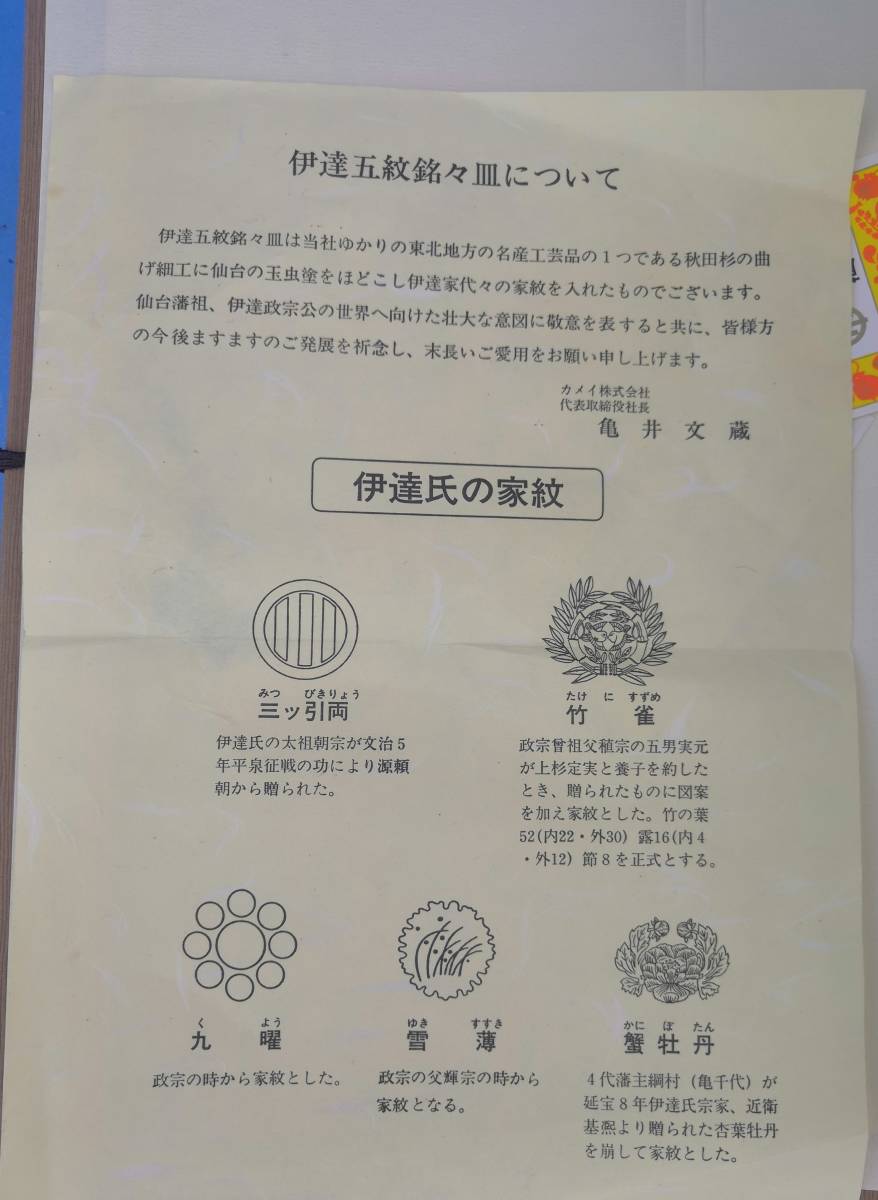 伊達五紋銘々皿について
伊達五紋銘々皿は当社ゆかりの東北地方の名産工芸品の1つである秋田杉の曲
げ細工に仙台の玉虫塗をほどこし伊達家代々の家紋を入れたものでございます。
仙台藩祖、伊達政宗公の世界へ向けた壮大な意図に敬意を表すると共に、皆様方
の今後ますますのご発展を祈念し、末長いご愛用をお願い申し上げます。
カメイ株式会社
代表取締役社長
亀井文蔵
伊達氏の家紋
みつ びきりょう
三ッ引両
伊達氏の太祖朝宗が文治5
年平泉征戦の功により源頼
朝から贈られた。
たけ に すずめ
竹雀
政宗曾祖父稙宗の五男実元
が上杉定実と養子を約した
とき、贈られたものに図案
を加え家紋とした。竹の葉
52(内22・外30) 露16(内4
・外12) 節8を正式とする。
く よう
九曜
政宗の時から家紋とした。
ゆき すすき
雪薄
政宗の父輝宗の時から
家紋となる。
かに ぼ たん
蟹牡丹
4代藩主綱村（亀千代）が
延宝8年伊達氏宗家、近衛
基熙より贈られた杏葉牡丹
を崩して家紋とした。